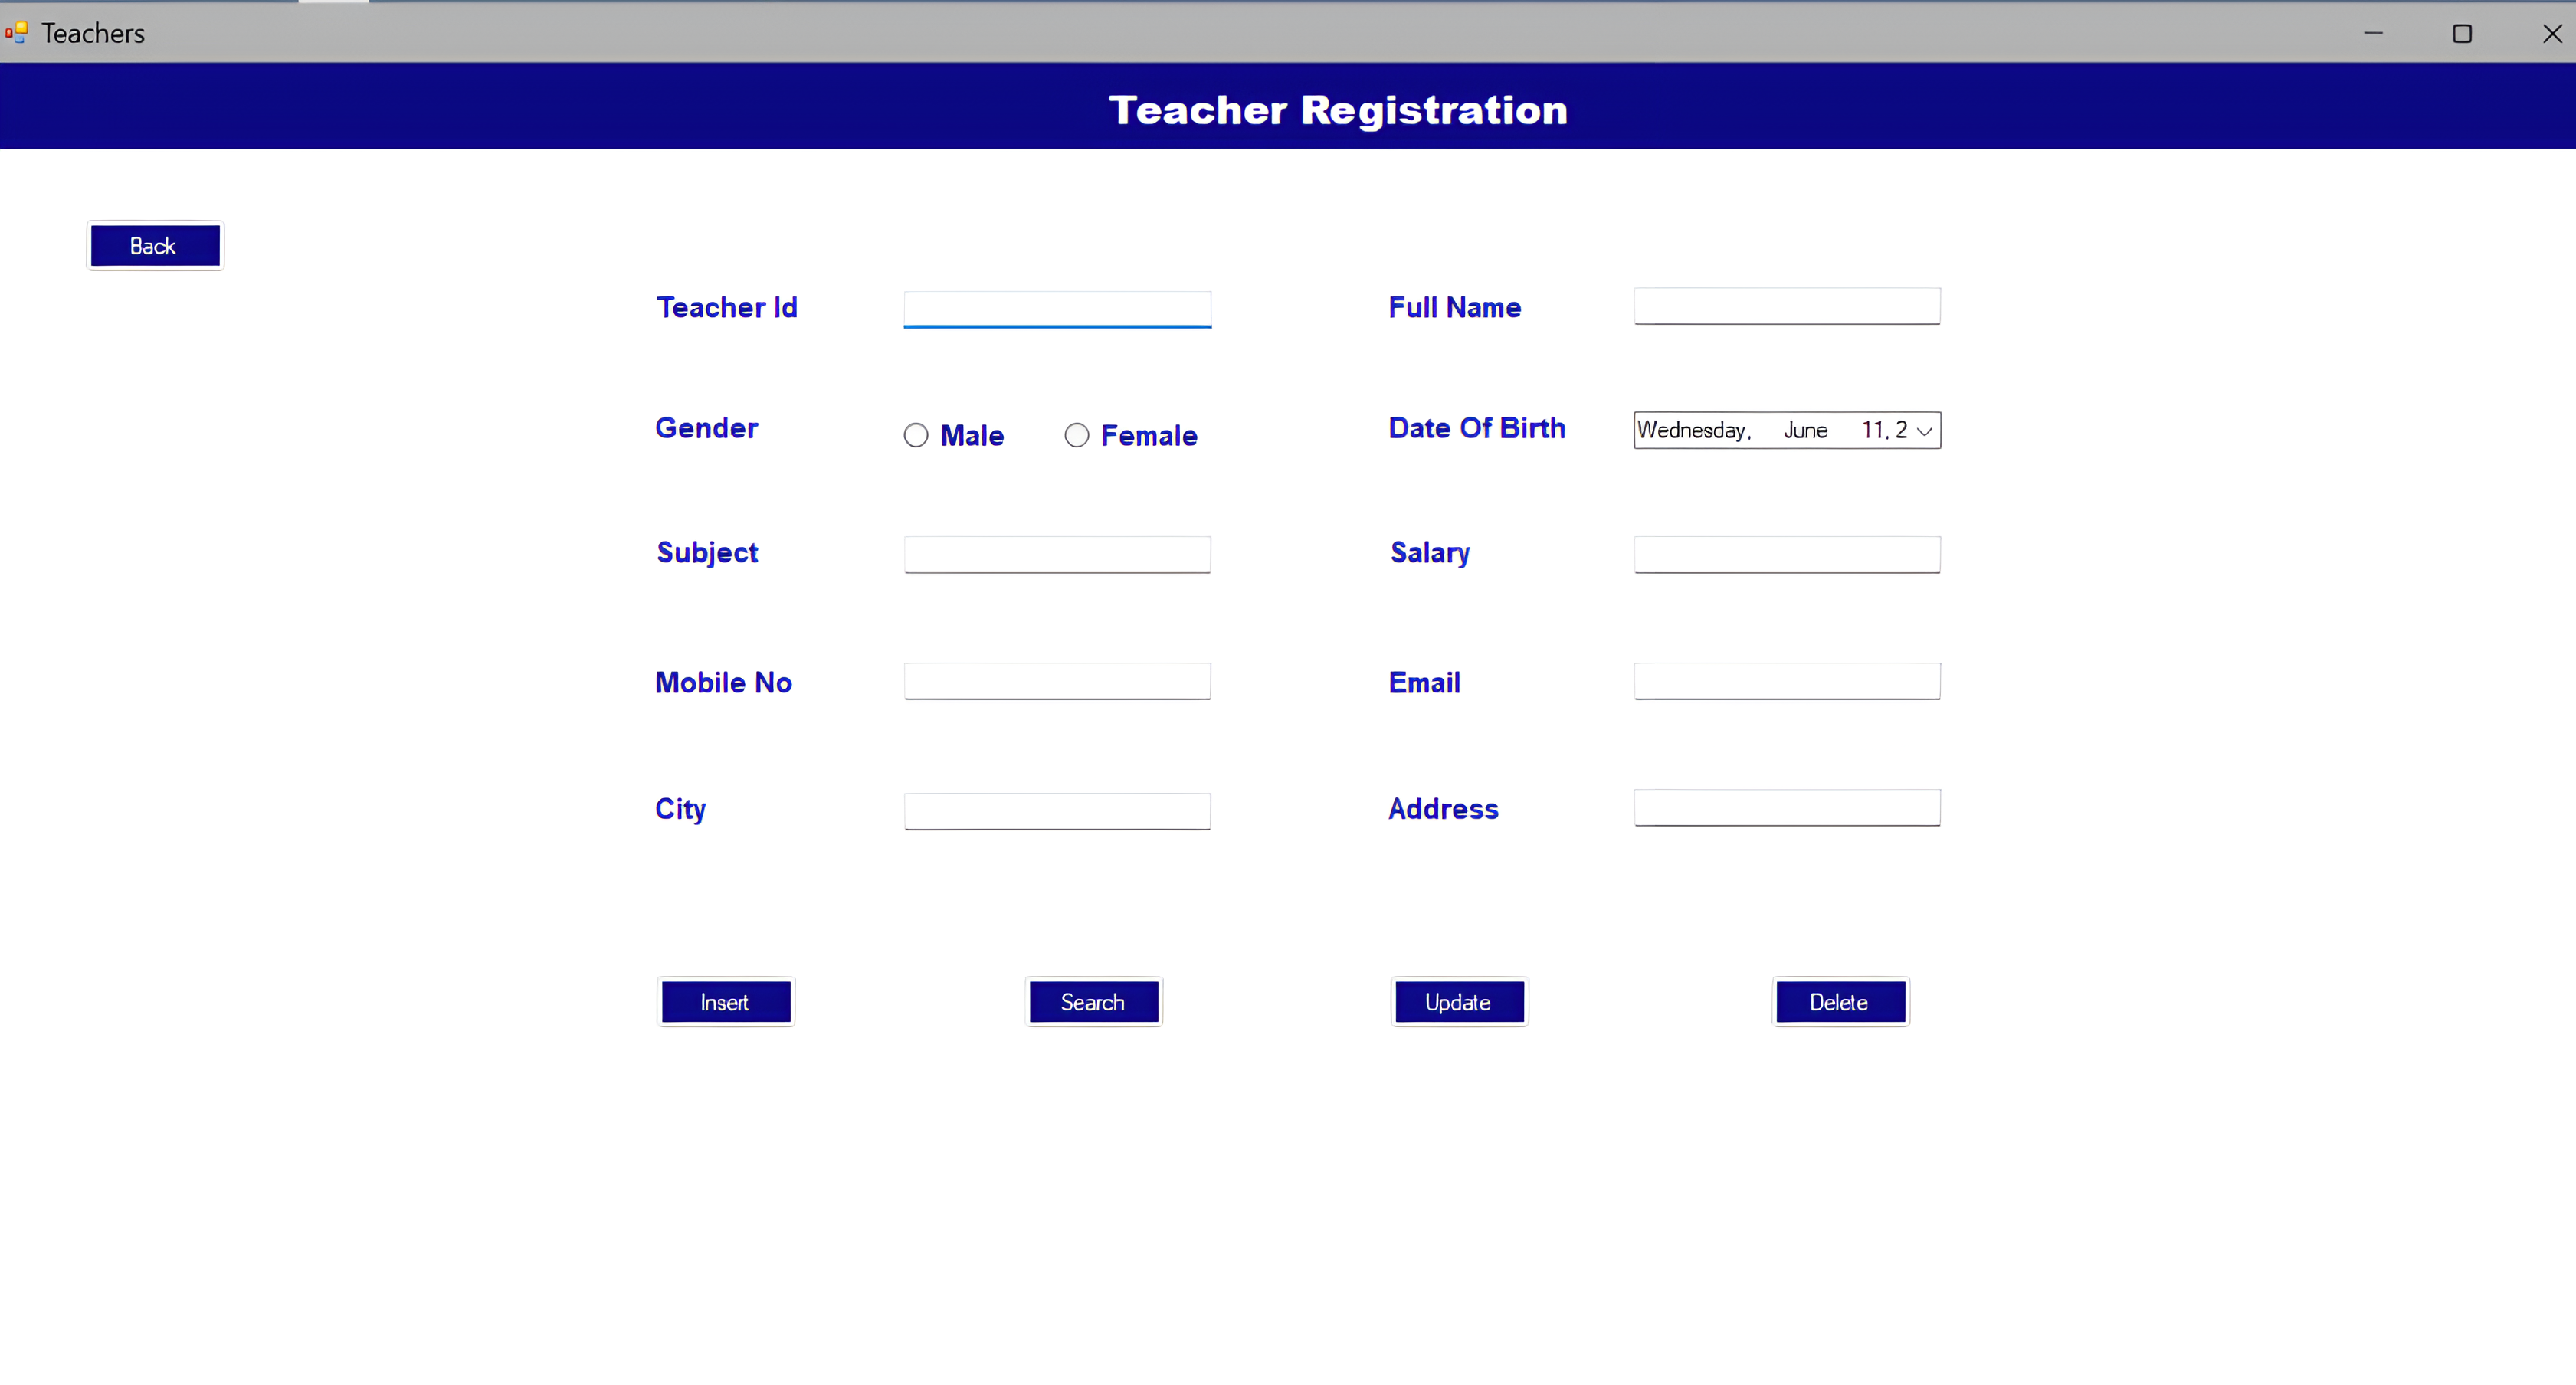 Teachers
Teacher Registration
Back
Teacher Id
Full Name
Gender
Male
Female
Date Of Birth
Wednesday, June 11, 2
Subject
Salary
Mobile No
Email
City
Address
Insert
Search
Update
Delete